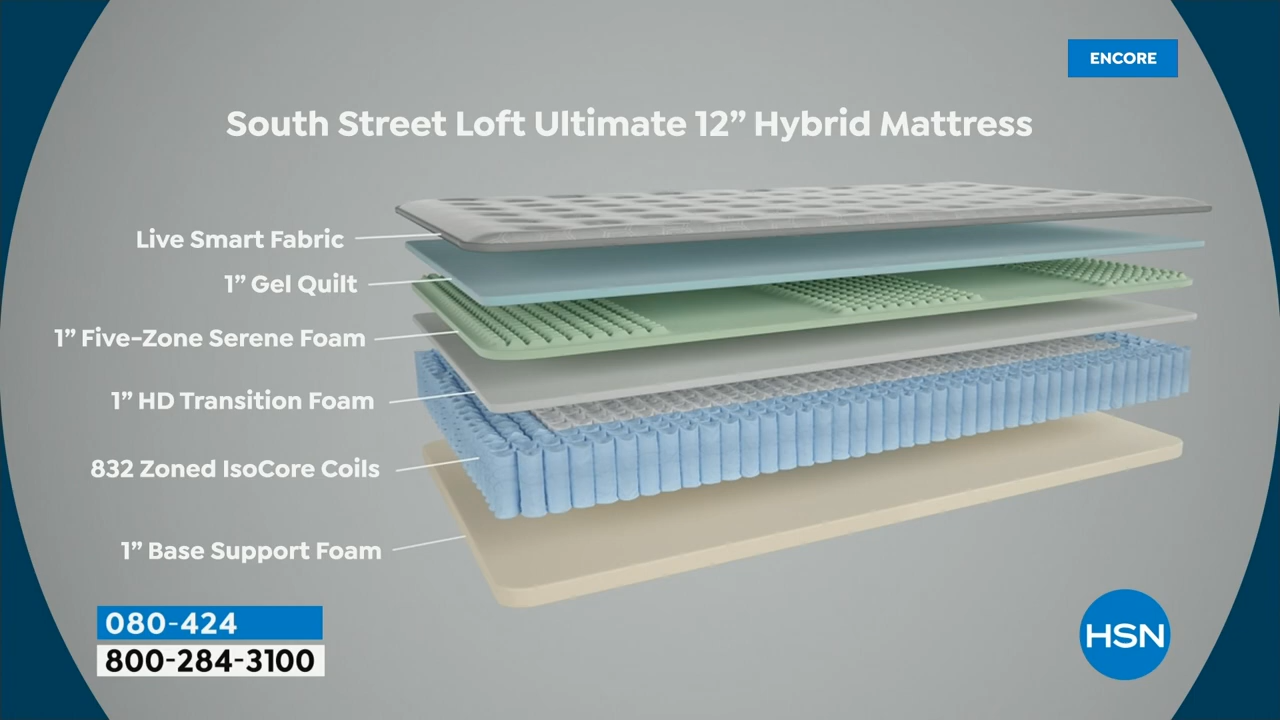 ENCORE
South Street Loft Ultimate 12” Hybrid Mattress
Live Smart Fabric
1” Gel Quilt
1” Five-Zone Serene Foam
1” HD Transition Foam
832 Zoned IsoCore Coils
1” Base Support Foam
080-424
800-284-3100
HSN